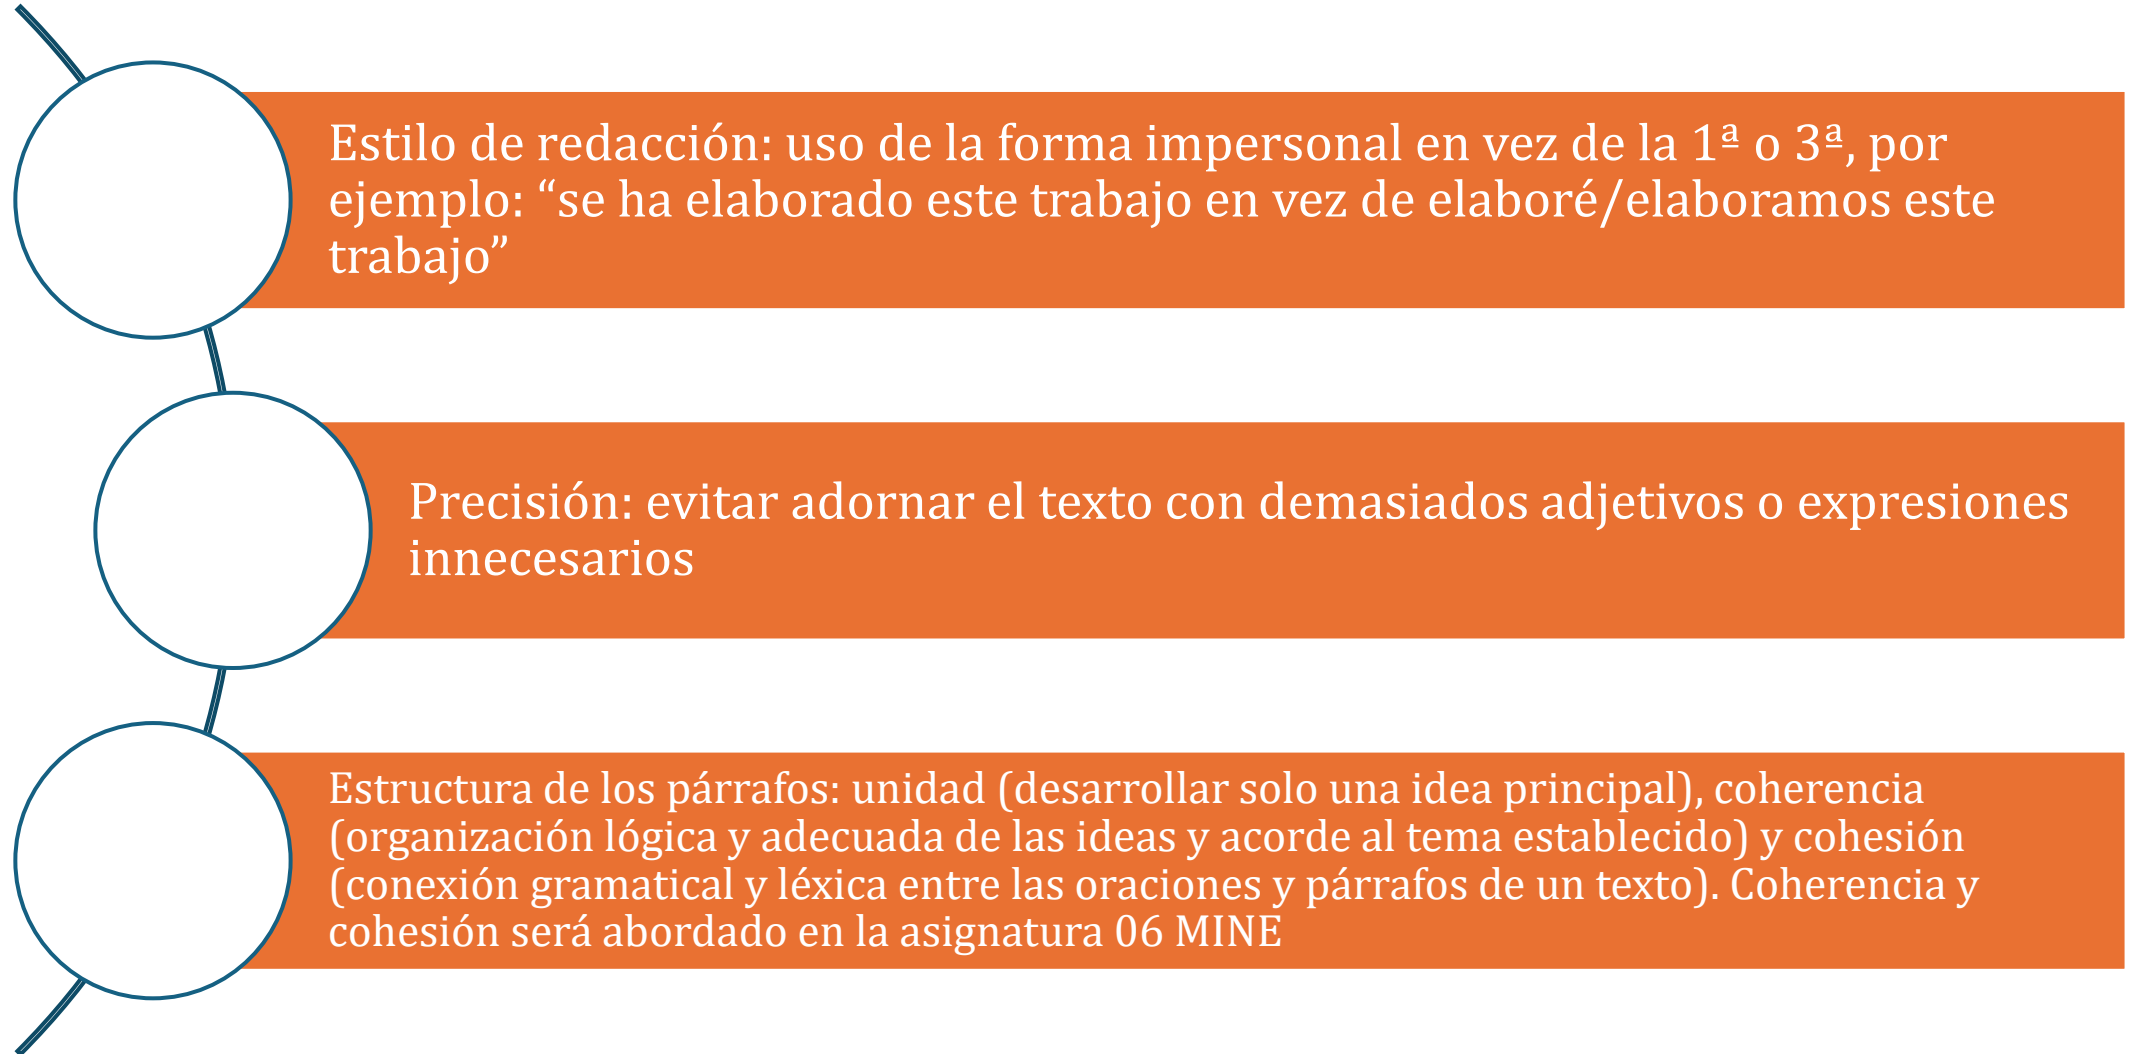 Estilo de redacción: uso de la forma impersonal en vez de la 1ª o 3ª, por
ejemplo: “se ha elaborado este trabajo en vez de elaboré/elaboramos este
trabajo”
Precisión: evitar adornar el texto con demasiados adjetivos o expresiones
innecesarios
Estructura de los párrafos: unidad (desarrollar solo una idea principal), coherencia
(organización lógica y adecuada de las ideas y acorde al tema establecido) y cohesión
(conexión gramatical y léxica entre las oraciones y párrafos de un texto). Coherencia y
cohesión será abordado en la asignatura 06 MINE